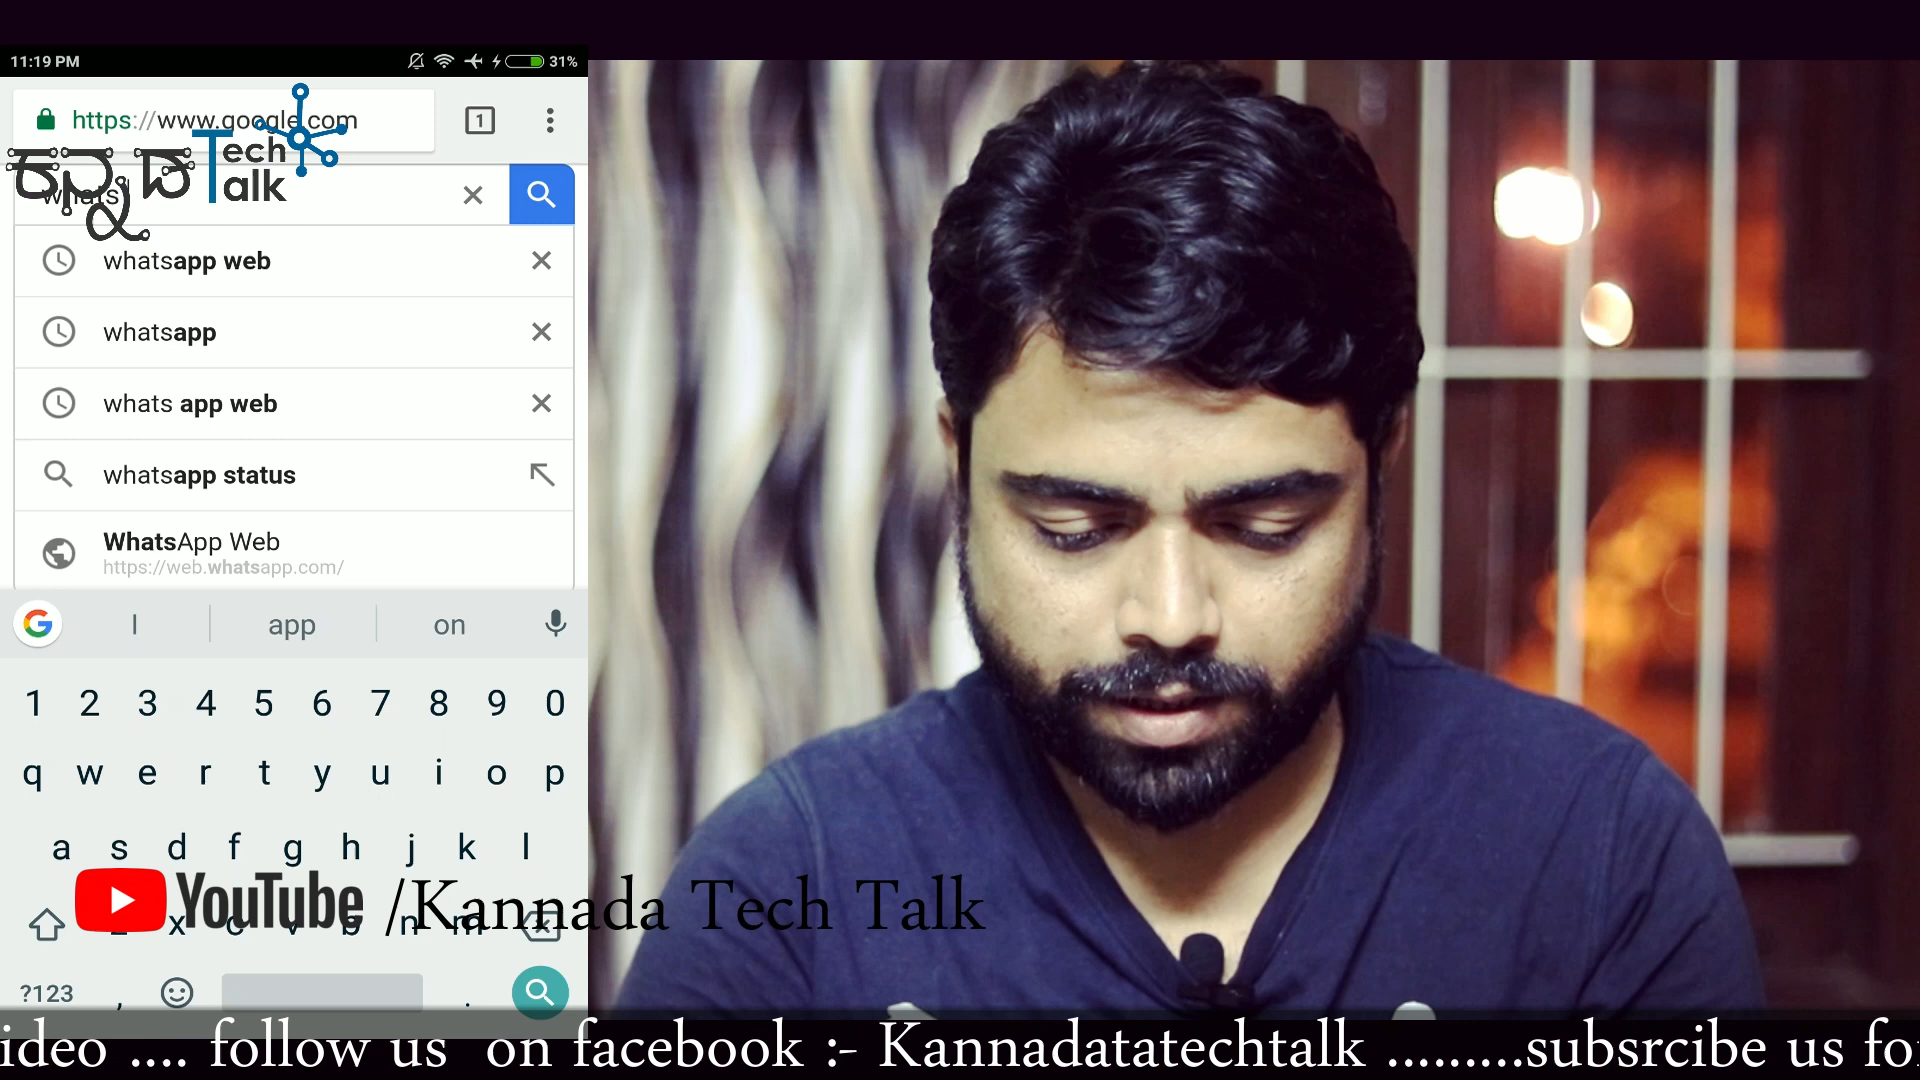 11:19 PM 31%
https://www.google.com 1
ಕನ್ನಡ Tech Talk
whats
whatsapp web
whatsapp
whats app web
whatsapp status
WhatsApp Web
https://web.whatsapp.com/
G I app on
1 2 3 4 5 6 7 8 9 0
q w e r t y u i o p
a s d f g h j k l
z x c v b n m
YouTube /Kannada Tech Talk
?123 , .
ideo .... follow us on facebook :- Kannadatatechtalk .........subsrcibe us fo